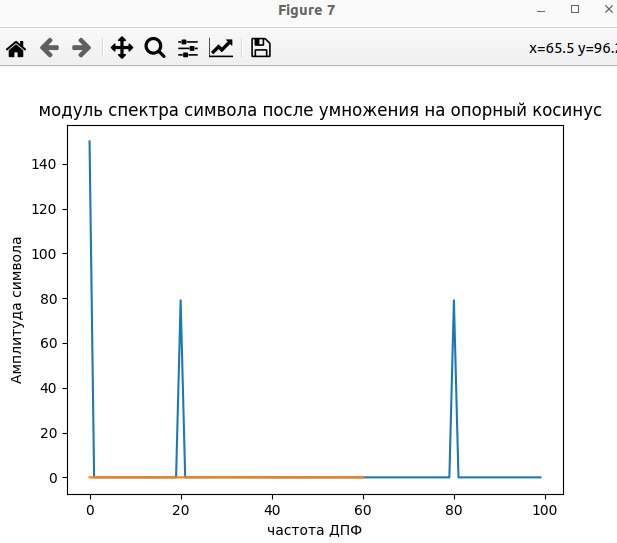 Figure 7
x=65.5 y=96.2
модуль спектра символа после умножения на опорный косинус
140
120
100
80
60
40
20
0
Амплитуда символа
0 20 40 60 80 100
частота ДПФ